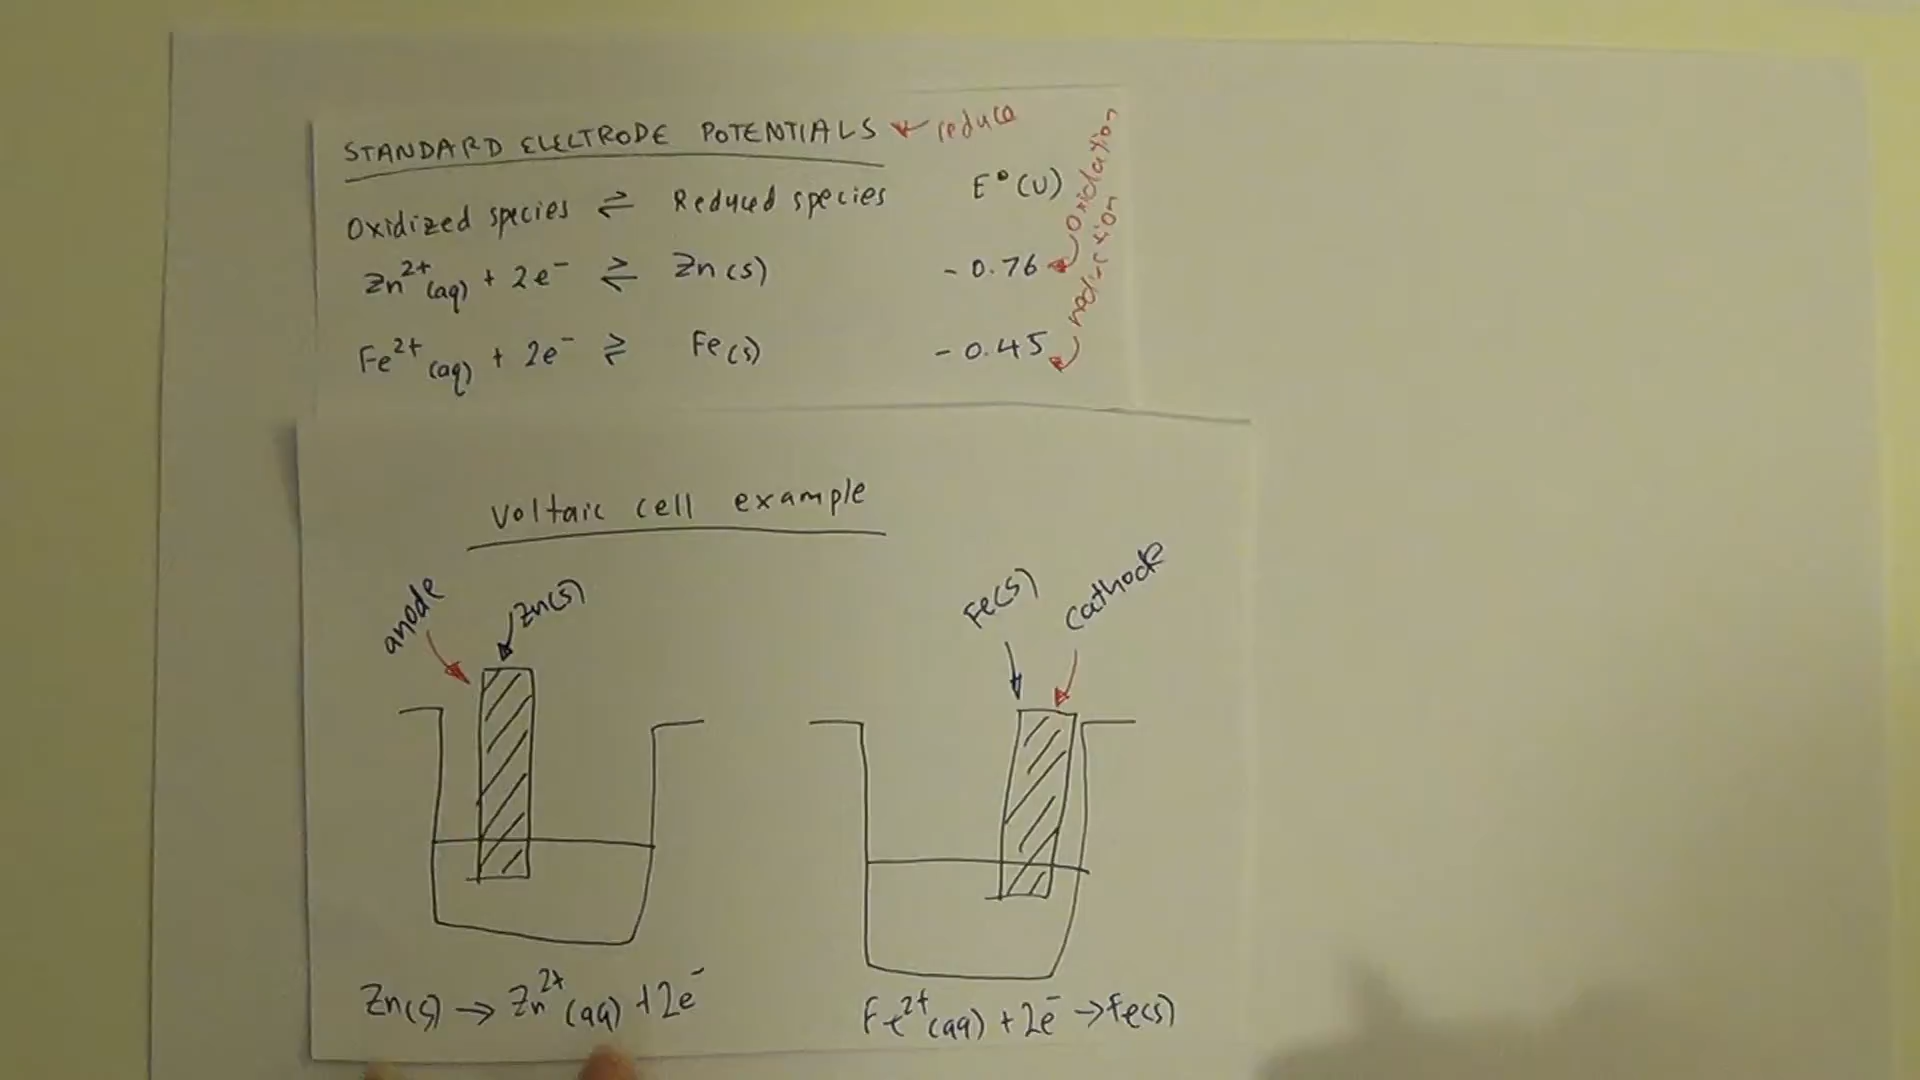 STANDARD ELECTRODE POTENTIALS reduce
Oxidized species ⇌ Reduced species E°(V)
Zn²⁺(aq) + 2e⁻ ⇌ Zn(s) - 0.76
Fe²⁺(aq) + 2e⁻ ⇌ Fe(s) - 0.45
Oxidation
Voltaic cell example
anode
Zn(s)
Fe(s)
Cathode
Zn(s) → Zn²⁺(aq) + 2e⁻
Fe²⁺(aq) + 2e⁻ → Fe(s)